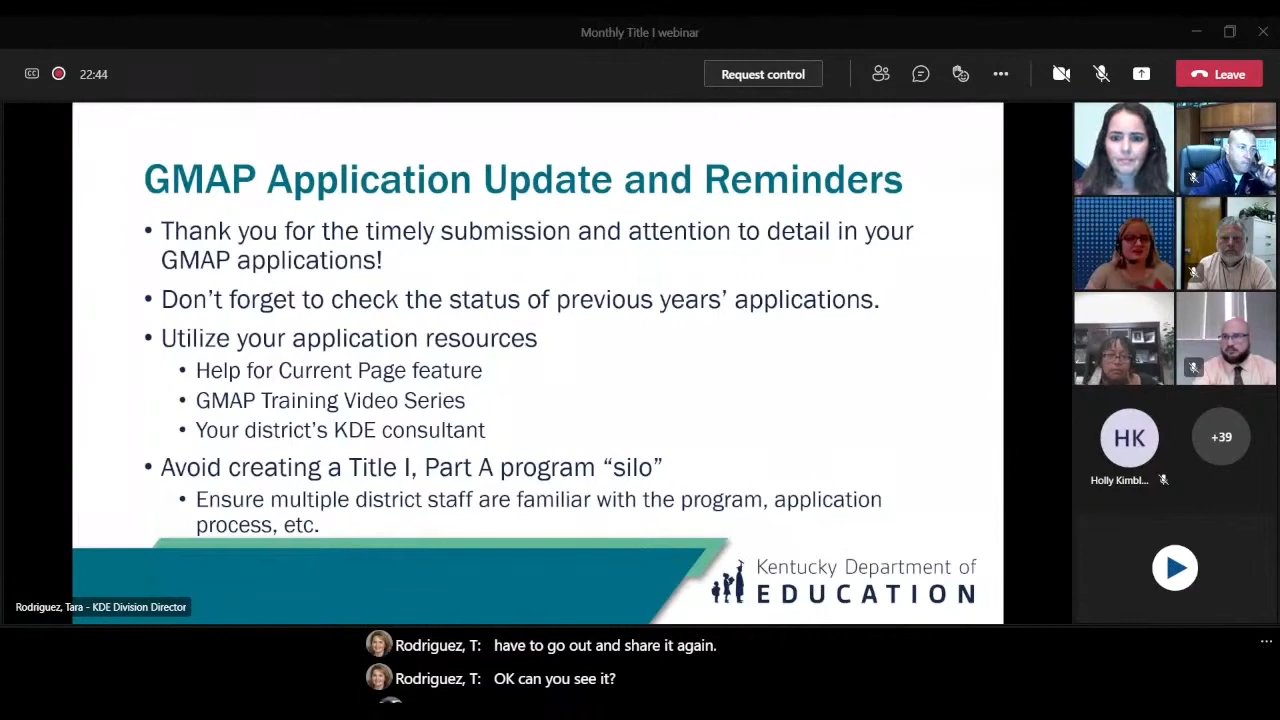 Monthly Title I webinar
CC
22:44
Request control
Leave
GMAP Application Update and Reminders
• Thank you for the timely submission and attention to detail in your
GMAP applications!
• Don’t forget to check the status of previous years’ applications.
• Utilize your application resources
• Help for Current Page feature
• GMAP Training Video Series
• Your district’s KDE consultant
• Avoid creating a Title I, Part A program “silo”
• Ensure multiple district staff are familiar with the program, application
process, etc.
Kentucky Department of
EDUCATION
HK
+39
Holly Kimbl...
Rodriguez, Tara - KDE Division Director
Rodriguez, T: have to go out and share it again.
Rodriguez, T: OK can you see it?